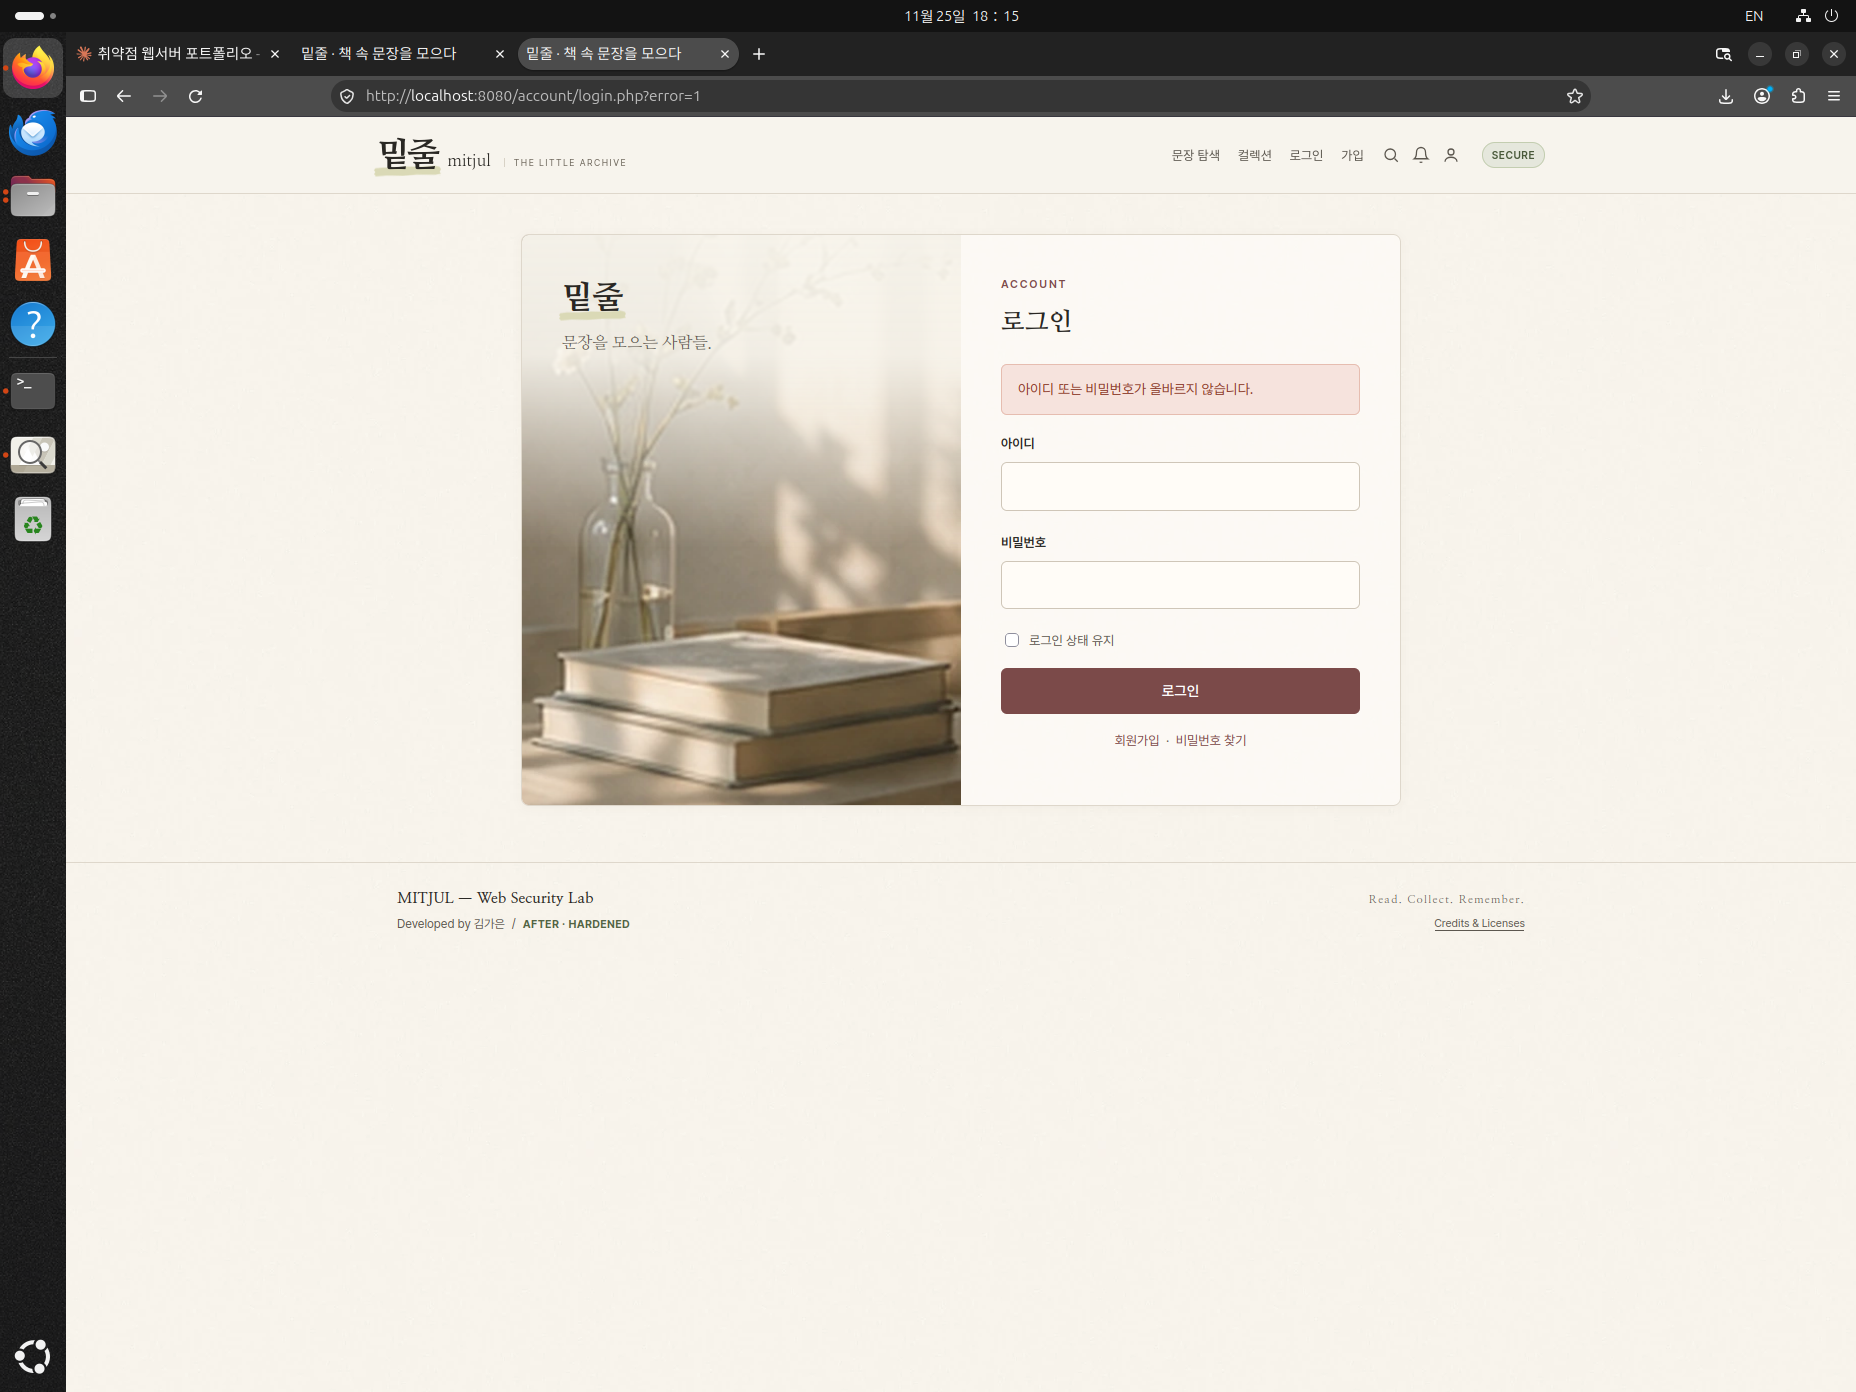 11월 25일 18 : 15
EN
취약점 웹서버 포트폴리오 -
밑줄 · 책 속 문장을 모으다
밑줄 · 책 속 문장을 모으다
http://localhost:8080/account/login.php?error=1
밑줄 mitjul | THE LITTLE ARCHIVE
문장 탐색 컬렉션 로그인 가입
SECURE
밑줄
문장을 모으는 사람들.
ACCOUNT
로그인
아이디 또는 비밀번호가 올바르지 않습니다.
아이디
비밀번호
로그인 상태 유지
로그인
회원가입 · 비밀번호 찾기
MITJUL — Web Security Lab
Developed by 김가은 / AFTER · HARDENED
Read. Collect. Remember.
Credits & Licenses